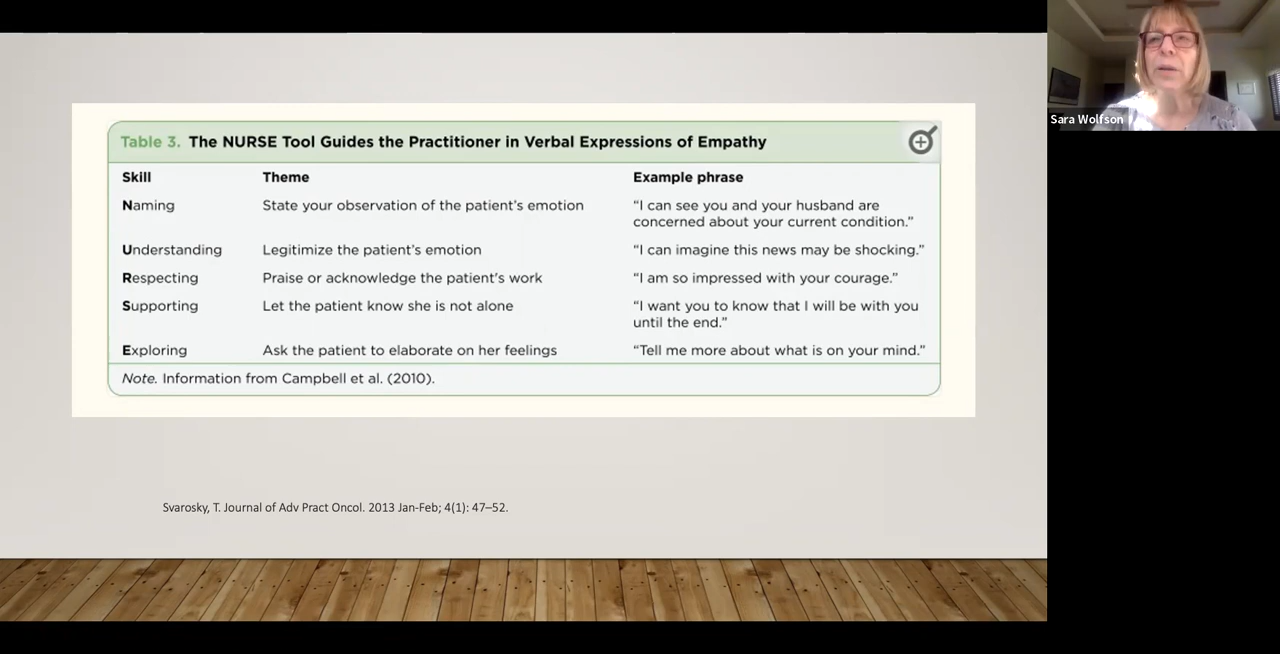 Table 3. The NURSE Tool Guides the Practitioner in Verbal Expressions of Empathy
Skill Theme Example phrase
Naming State your observation of the patient's emotion "I can see you and your husband are
concerned about your current condition."
Understanding Legitimize the patient's emotion "I can imagine this news may be shocking."
Respecting Praise or acknowledge the patient's work "I am so impressed with your courage."
Supporting Let the patient know she is not alone "I want you to know that I will be with you
until the end."
Exploring Ask the patient to elaborate on her feelings "Tell me more about what is on your mind."
Note. Information from Campbell et al. (2010).
Svarosky, T. Journal of Adv Pract Oncol. 2013 Jan-Feb; 4(1): 47–52.
Sara Wolfson